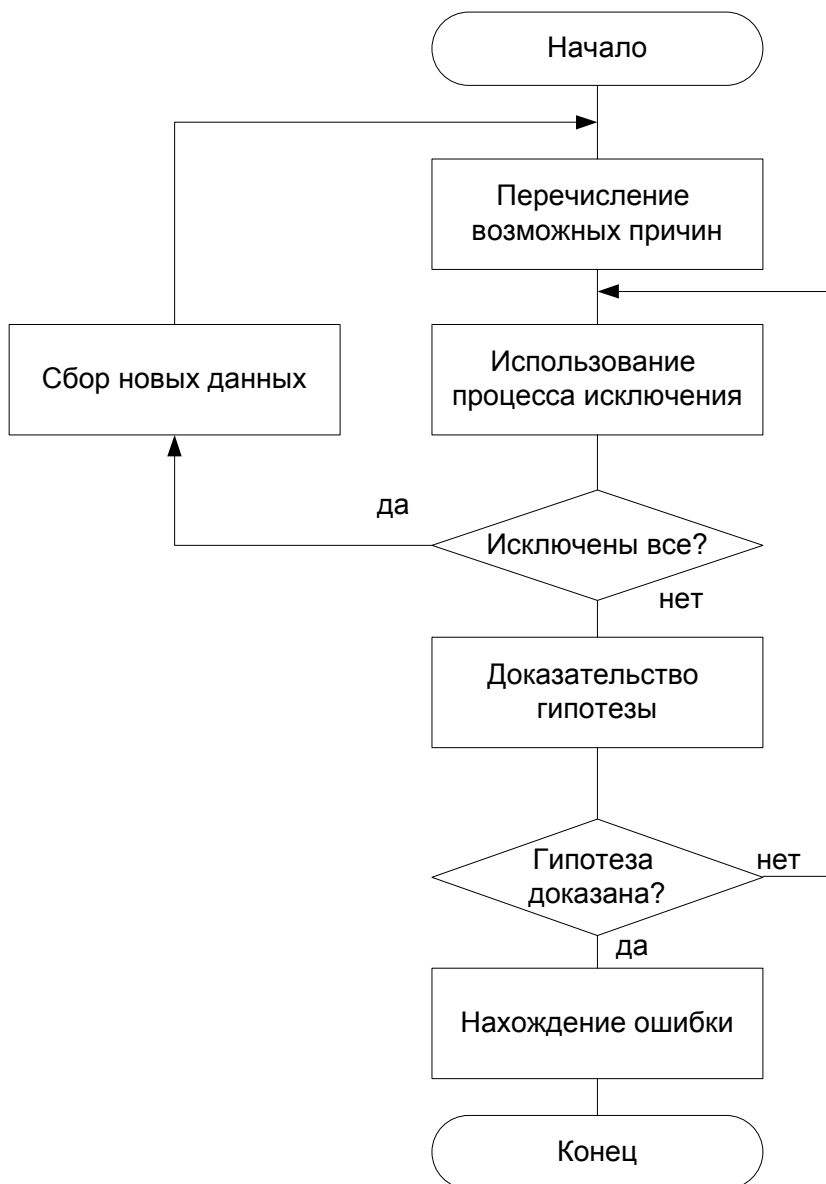 Начало
Перечисление
возможных причин
Сбор новых данных
Использование
процесса исключения
да
Исключены все?
нет
Доказательство
гипотезы
Гипотеза
доказана?
нет
да
Нахождение ошибки
Конец